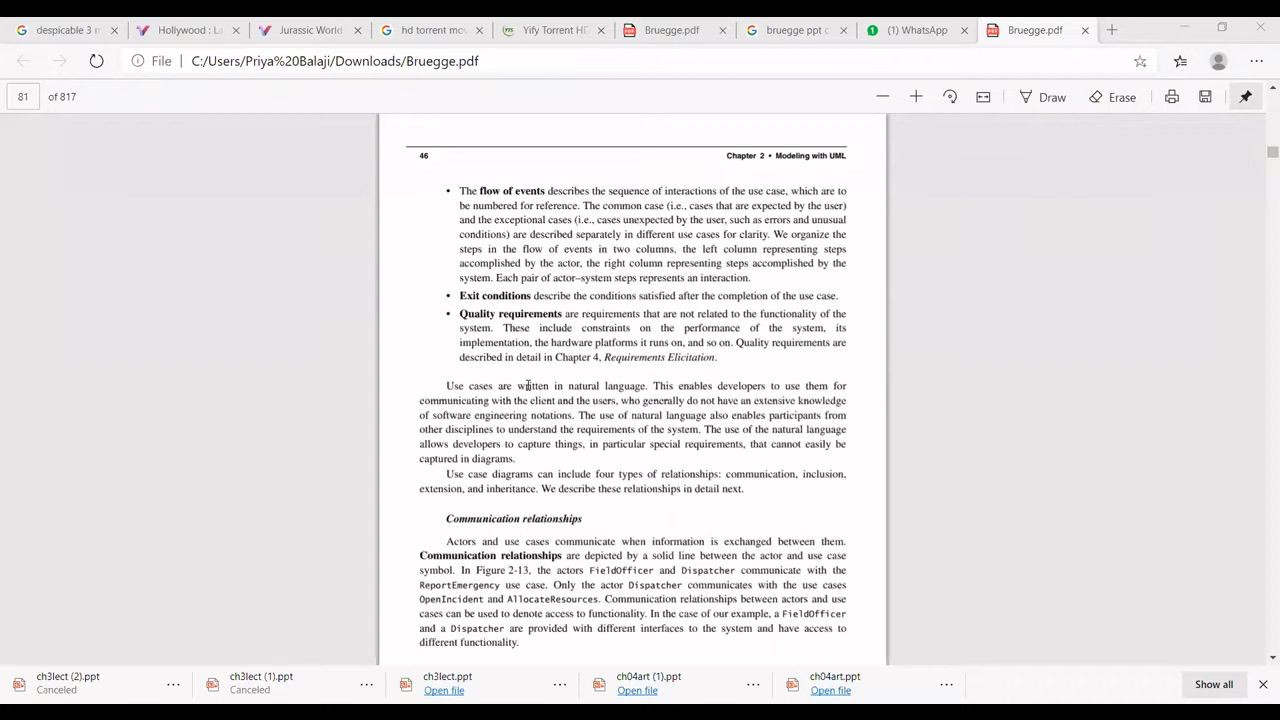 despicable 3 m
Hollywood : La
Jurassic World
hd torrent mov
Yify Torrent HD
Bruegge.pdf
bruegge ppt c
(1) WhatsApp
Bruegge.pdf
File
C:/Users/Priya%20Balaji/Downloads/Bruegge.pdf
81 of 817
Draw
Erase
46 Chapter 2 • Modeling with UML
• The flow of events describes the sequence of interactions of the use case, which are to
be numbered for reference. The common case (i.e., cases that are expected by the user)
and the exceptional cases (i.e., cases unexpected by the user, such as errors and unusual
conditions) are described separately in different use cases for clarity. We organize the
steps in the flow of events in two columns, the left column representing steps
accomplished by the actor, the right column representing steps accomplished by the
system. Each pair of actor–system steps represents an interaction.
• Exit conditions describe the conditions satisfied after the completion of the use case.
• Quality requirements are requirements that are not related to the functionality of the
system. These include constraints on the performance of the system, its
implementation, the hardware platforms it runs on, and so on. Quality requirements are
described in detail in Chapter 4, Requirements Elicitation.
Use cases are written in natural language. This enables developers to use them for
communicating with the client and the users, who generally do not have an extensive knowledge
of software engineering notations. The use of natural language also enables participants from
other disciplines to understand the requirements of the system. The use of the natural language
allows developers to capture things, in particular special requirements, that cannot easily be
captured in diagrams.
Use case diagrams can include four types of relationships: communication, inclusion,
extension, and inheritance. We describe these relationships in detail next.
Communication relationships
Actors and use cases communicate when information is exchanged between them.
Communication relationships are depicted by a solid line between the actor and use case
symbol. In Figure 2-13, the actors FieldOfficer and Dispatcher communicate with the
ReportEmergency use case. Only the actor Dispatcher communicates with the use cases
OpenIncident and AllocateResources. Communication relationships between actors and use
cases can be used to denote access to functionality. In the case of our example, a FieldOfficer
and a Dispatcher are provided with different interfaces to the system and have access to
different functionality.
ch3lect (2).ppt
Canceled
ch3lect (1).ppt
Canceled
ch3lect.ppt
Open file
ch04art (1).ppt
Open file
ch04art.ppt
Open file
Show all